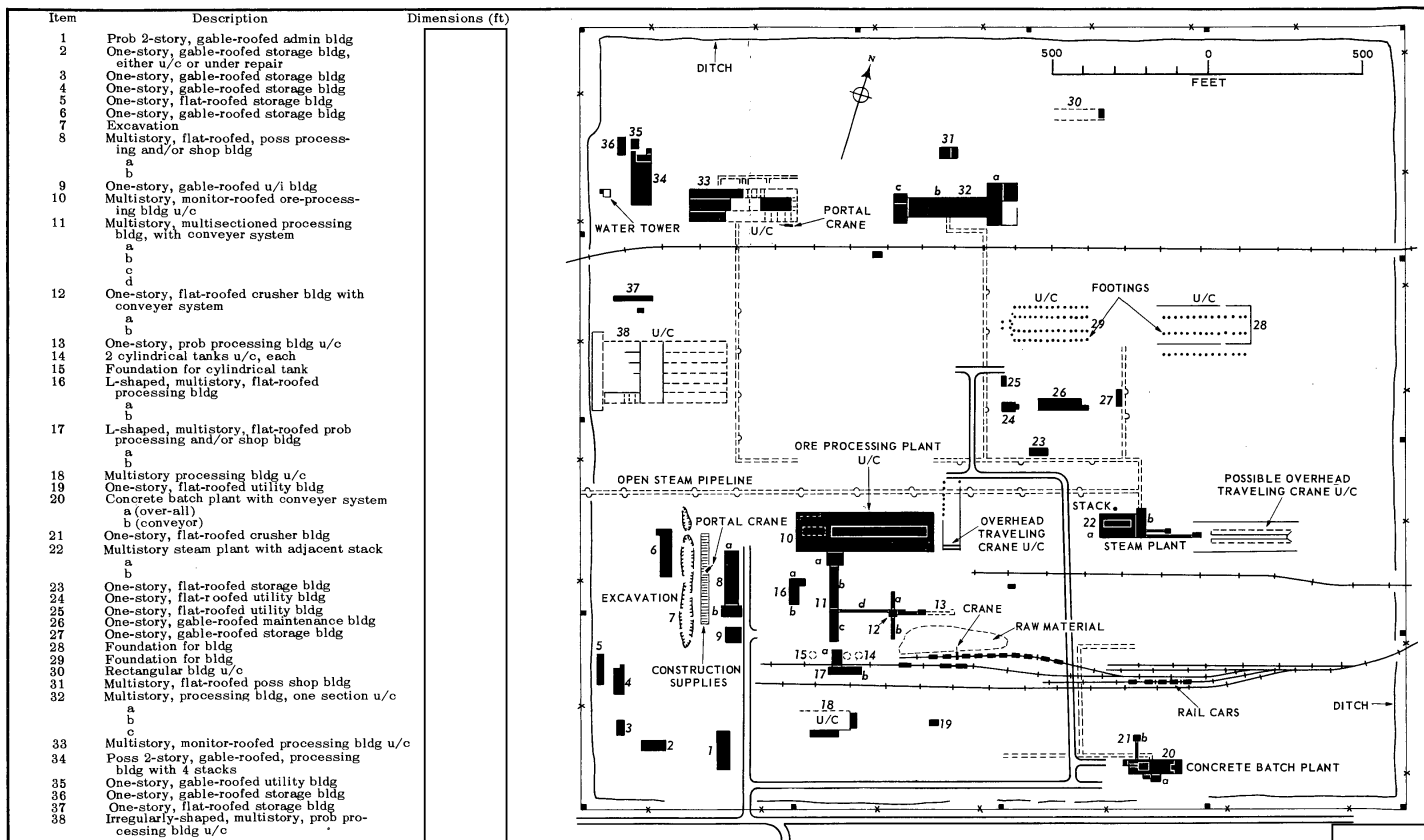 Item Description Dimensions (ft)
1 Prob 2-story, gable-roofed admin bldg
2 One-story, gable-roofed storage bldg,
either u/c or under repair
3 One-story, gable-roofed storage bldg
4 One-story, gable-roofed storage bldg
5 One-story, flat-roofed storage bldg
6 One-story, gable-roofed storage bldg
7 Excavation
8 Multistory, flat-roofed, poss process-
ing and/or shop bldg
a
b
9 One-story, gable-roofed u/i bldg
10 Multistory, monitor-roofed ore-process-
ing bldg u/c
11 Multistory, multisectioned processing
bldg, with conveyer system
a
b
c
d
12 One-story, flat-roofed crusher bldg with
conveyer system
a
b
13 One-story, prob processing bldg u/c
14 2 cylindrical tanks u/c, each
15 Foundation for cylindrical tank
16 L-shaped, multistory, flat-roofed
processing bldg
a
b
17 L-shaped, multistory, flat-roofed prob
processing and/or shop bldg
a
b
18 Multistory processing bldg u/c
19 One-story, flat-roofed utility bldg
20 Concrete batch plant with conveyer system
a (over-all)
b (conveyor)
21 One-story, flat-roofed crusher bldg
22 Multistory steam plant with adjacent stack
a
b
23 One-story, flat-roofed storage bldg
24 One-story, flat-roofed utility bldg
25 One-story, flat-roofed utility bldg
26 One-story, gable-roofed maintenance bldg
27 One-story, gable-roofed storage bldg
28 Foundation for bldg
29 Foundation for bldg
30 Rectangular bldg u/c
31 Multistory, flat-roofed poss shop bldg
32 Multistory, processing bldg, one section u/c
a
b
c
33 Multistory, monitor-roofed processing bldg u/c
34 Poss 2-story, gable-roofed, processing
bldg with 4 stacks
35 One-story, gable-roofed utility bldg
36 One-story, gable-roofed storage bldg
37 One-story, flat-roofed storage bldg
38 Irregularly-shaped, multistory, prob pro-
cessing bldg u/c
DITCH
N
500 0 500
FEET
30
36 35
34
31
33
c b 32 a
WATER TOWER
U/C
PORTAL
CRANE
37
38 U/C
U/C
29
FOOTINGS
U/C
28
25
24
26
27
23
ORE PROCESSING PLANT
U/C
OPEN STEAM PIPELINE
POSSIBLE OVERHEAD
TRAVELING CRANE U/C
STACK
22 b
a
STEAM PLANT
PORTAL CRANE
10
OVERHEAD
TRAVELING
CRANE U/C
6
a
8
b
9
EXCAVATION
7
a
16
b
a
b
11
c
d
a
12
b
13
CRANE
RAW MATERIAL
5
4
CONSTRUCTION
SUPPLIES
15 a 14
17 b
RAIL CARS
DITCH
18
U/C
19
3
2
1
21 b
20
a
CONCRETE BATCH PLANT